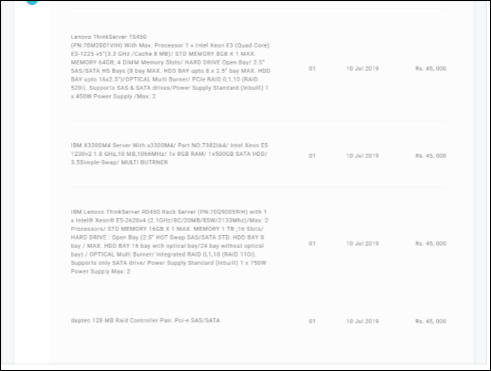 Lenovo ThinkServer TS450
(PN:70M2001VIH) With Max. Processor 1 x Intel Xeon E3 (Quad Core)
E3-1225 v5"(3.3 GHz /Cache 8 MB)/ STD MEMORY 8GB X 1 MAX.
MEMORY 64GB; 4 DIMM Memory Slots/ HARD DRIVE Open Bay/ 2.5"
SAS/SATA HS Bays (8 bay MAX. HDD BAY upto 8 x 2.5" bay MAX. HDD
BAY upto 16x2.5")/OPTICAL Multi Burner/ PCIe RAID 0,1,10 (RAID
520i). Supports SAS & SATA drives/Power Supply Standard (Inbuilt) 1
x 450W Power Supply /Max: 2
01 10 Jul 2019 Rs. 45, 000
IBM X3300M4 Server With x3300M4/ Part NO:7382IA4/ Intel Xeon E5
1230v2 1.8 GHz,10 MB,1066MHz/ 1x 8GB RAM/ 1x500GB SATA HDD/
3.5Simple-Swap/ MULTI BUTRNER
01 10 Jul 2019 Rs. 45, 000
IBM Lenovo ThinkServer RD450 Rack Server (PN:70Q9S05RIH) with 1
x Intel® Xeon® E5-2620v4 (2.1GHz/8C/20MB/85W/2133Mhz)/Max: 2
Processors/ STD MEMORY 16GB X 1 MAX. MEMORY 1 TB ;16 Slots/
HARD DRIVE : Open Bay (2.5" HOT Swap SAS/SATA STD. HDD BAY 8
bay / MAX. HDD BAY 16 bay with optical bay/24 bay without optical
bay) / OPTICAL Multi Burner/ Integrated RAID 0,1,10 (RAID 110i).
Supports only SATA drive/ Power Supply Standard (Inbuilt) 1 x 750W
Power Supply Max: 2
01 10 Jul 2019 Rs. 45, 000
daptec 128 MB Raid Controller Pair. Pci-e SAS/SATA
01 10 Jul 2019 Rs. 45, 000